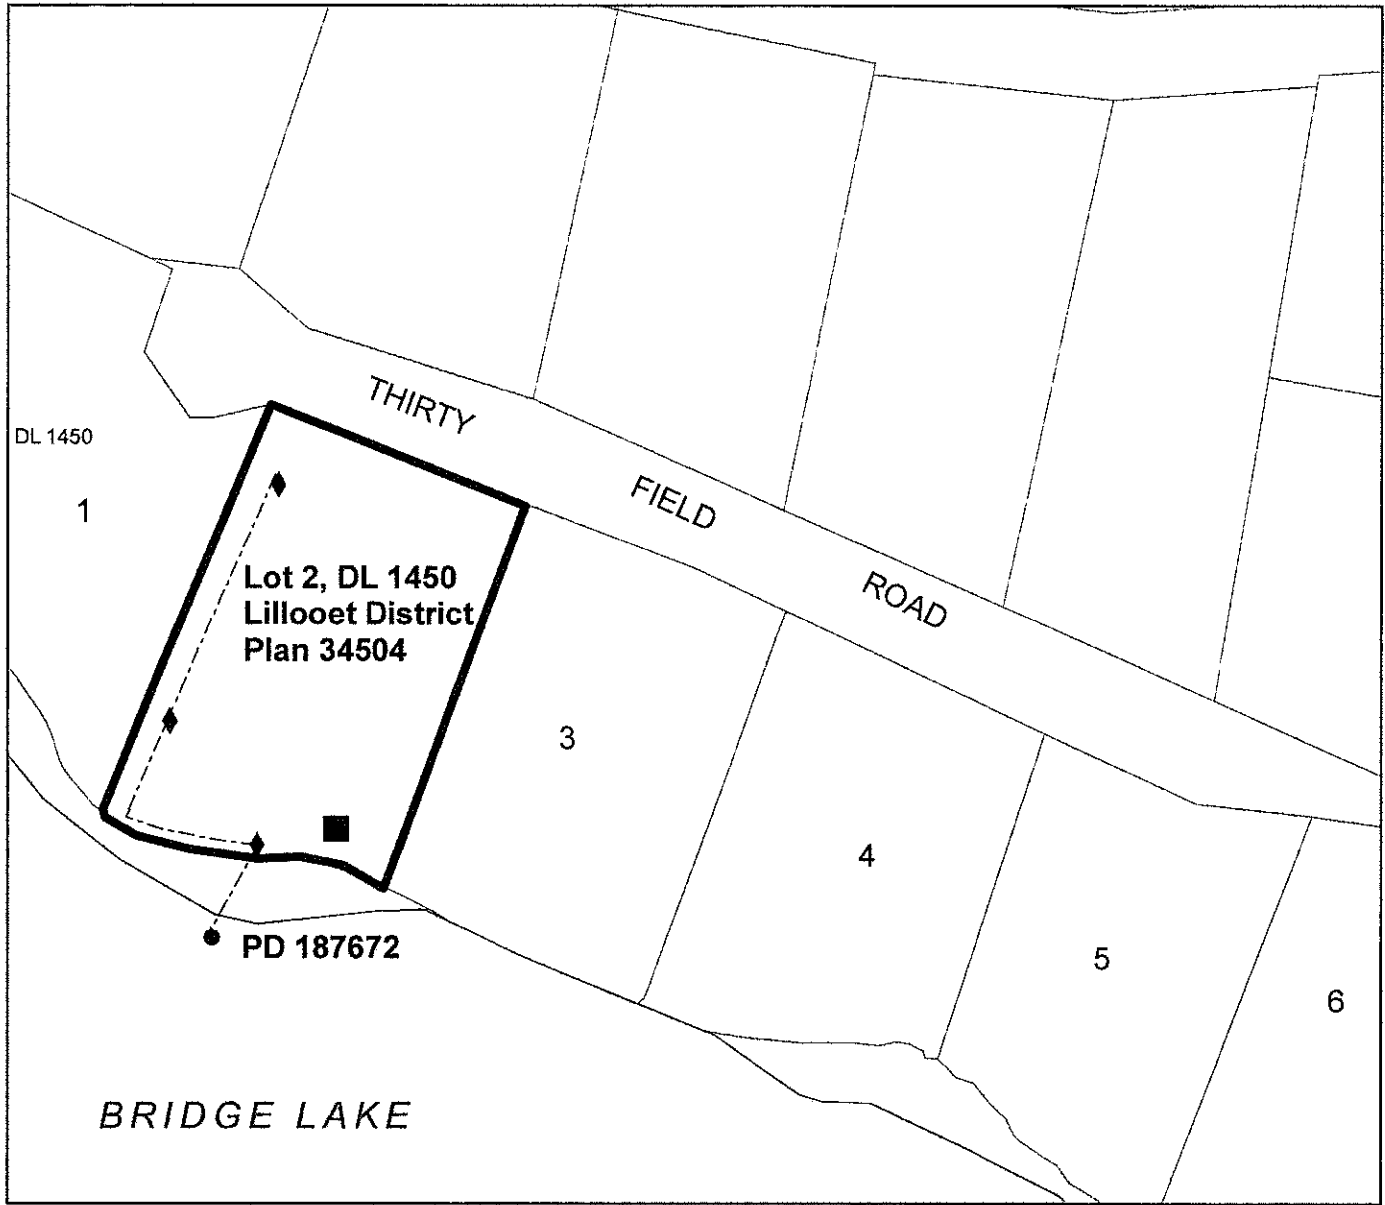 THIRTY
FIELD
ROAD
DL 1450
1
Lot 2, DL 1450
Lillooet District
Plan 34504
3
4
5
6
PD 187672
BRIDGE LAKE